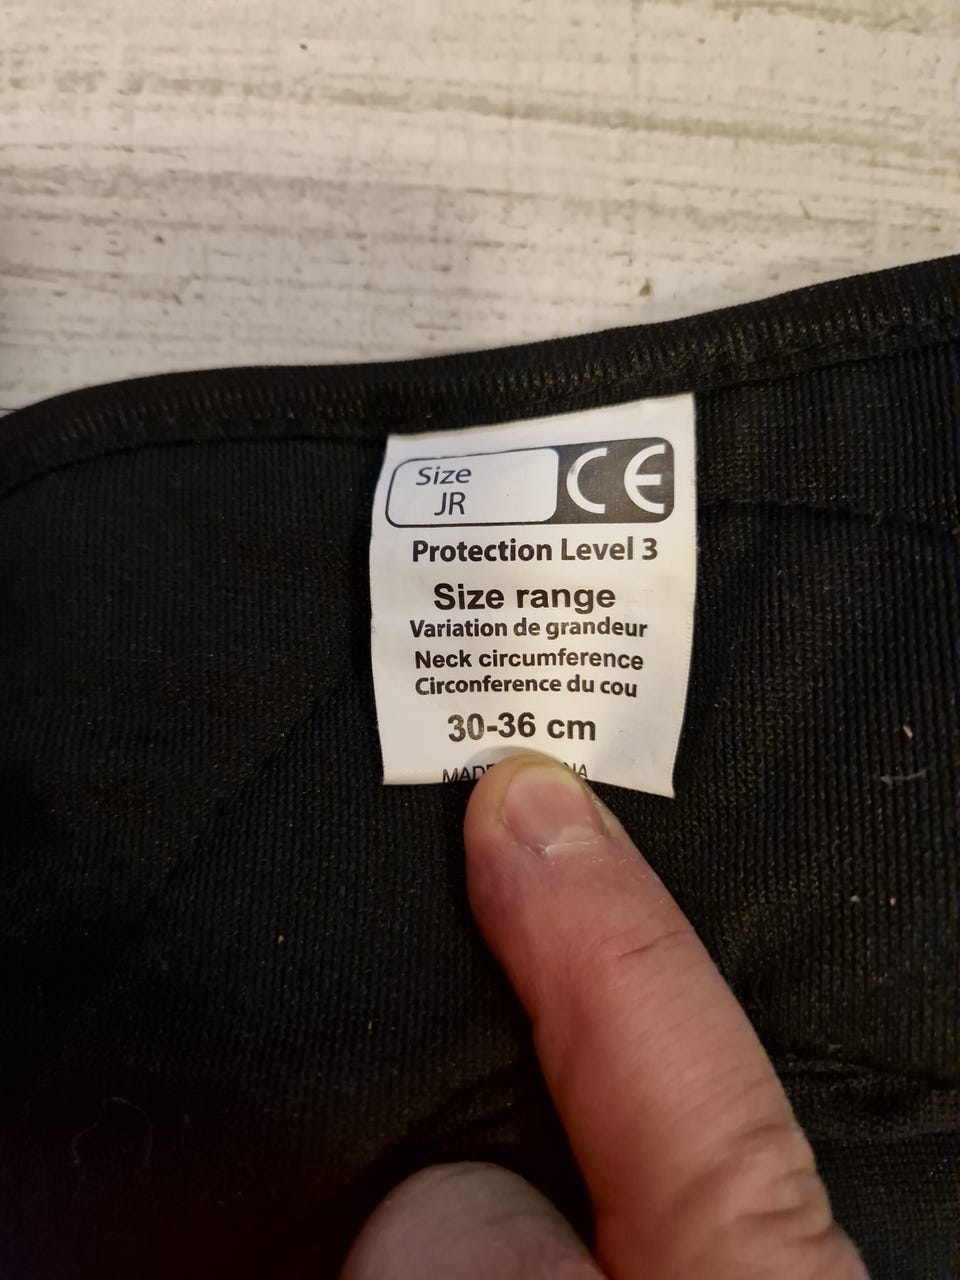 Size
JR
CE
Protection Level 3
Size range
Variation de grandeur
Neck circumference
Circonference du cou
30-36 cm